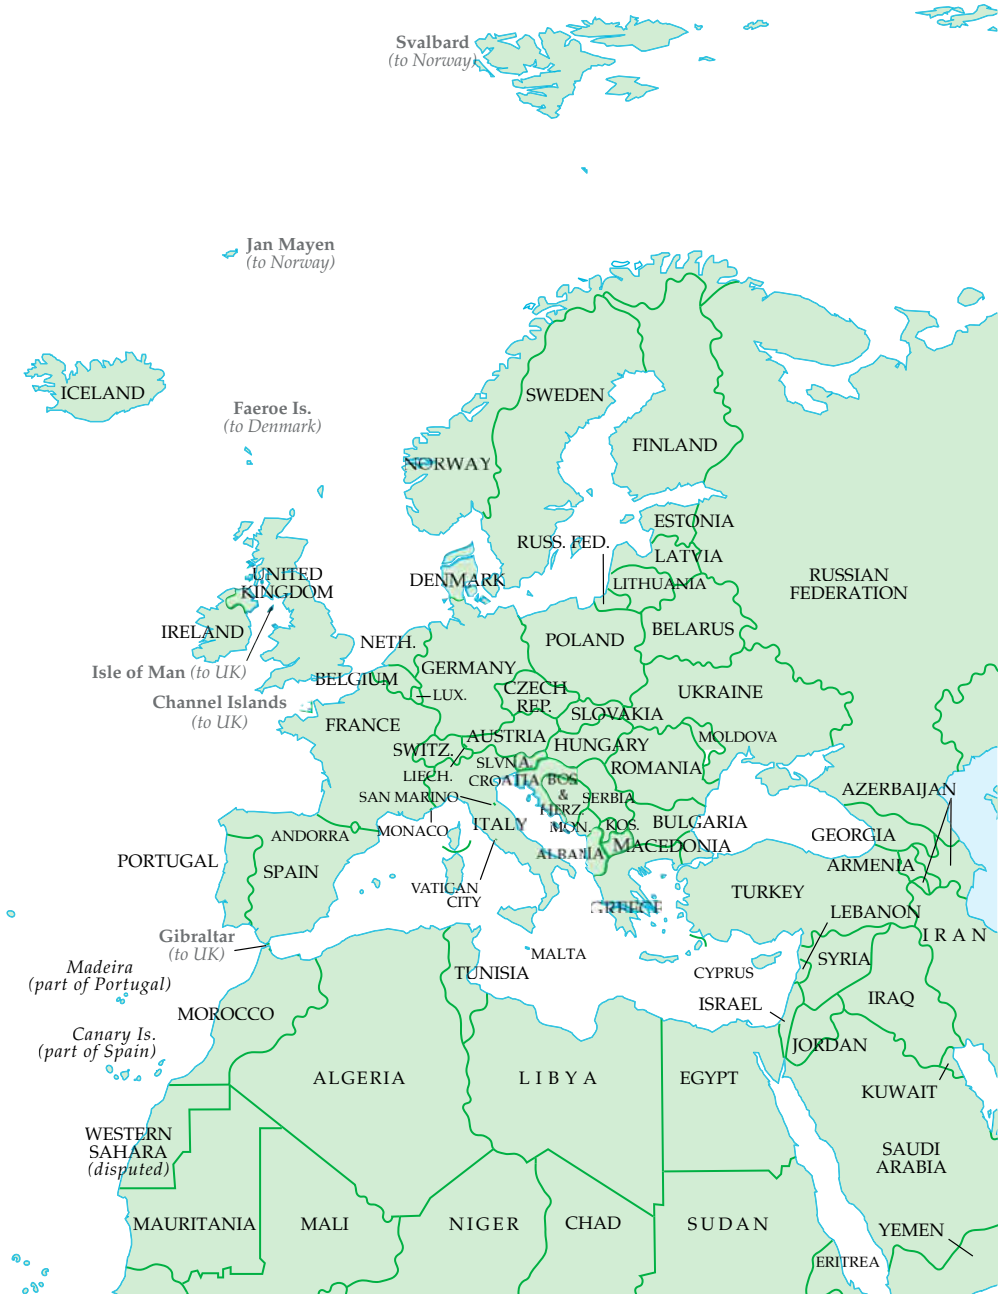 Svalbard
(to Norway)
Jan Mayen
(to Norway)
ICELAND
Faeroe Is.
(to Denmark)
SWEDEN
FINLAND
NORWAY
ESTONIA
RUSS. FED.
LATVIA
LITHUANIA
RUSSIAN
FEDERATION
UNITED
KINGDOM
DENMARK
IRELAND
NETH.
POLAND
BELARUS
Isle of Man (to UK)
BELGIUM
GERMANY
LUX.
CZECH
REP.
UKRAINE
Channel Islands
(to UK)
FRANCE
SLOVAKIA
AUSTRIA
MOLDOVA
SWITZ.
HUNGARY
LIECH.
SLVNA.
CROATIA
BOS.
&
HERZ.
ROMANIA
SAN MARINO
SERBIA
AZERBAIJAN
MONACO
ITALY
MON.
KOS.
BULGARIA
GEORGIA
ANDORRA
ALBANIA
MACEDONIA
ARMENIA
PORTUGAL
SPAIN
VATICAN
CITY
GREECE
TURKEY
LEBANON
IRAN
Gibraltar
(to UK)
MALTA
SYRIA
Madeira
(part of Portugal)
TUNISIA
CYPRUS
IRAQ
MOROCCO
ISRAEL
Canary Is.
(part of Spain)
JORDAN
ALGERIA
LIBYA
EGYPT
KUWAIT
WESTERN
SAHARA
(disputed)
SAUDI
ARABIA
MAURITANIA
MALI
NIGER
CHAD
SUDAN
YEMEN
ERITREA